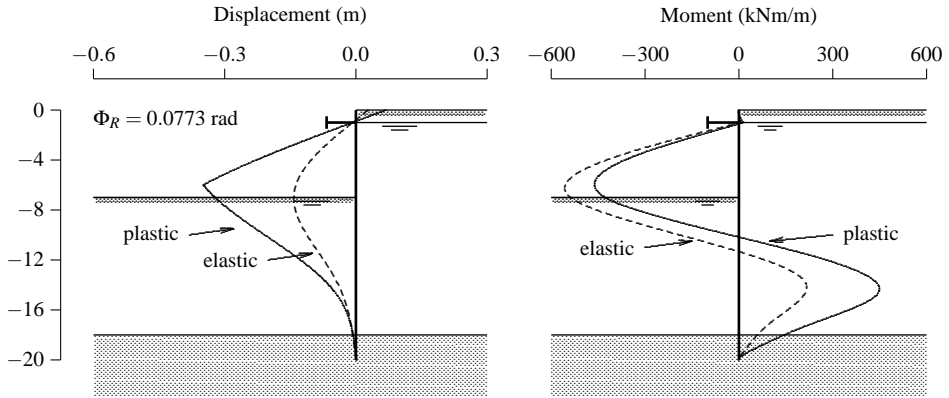 Displacement (m)
Moment (kNm/m)
−0.6 −0.3 0.0 0.3
−600 −300 0 300 600
0
−4
−8
−12
−16
−20
Φ_R = 0.0773 rad
plastic
elastic
elastic
plastic